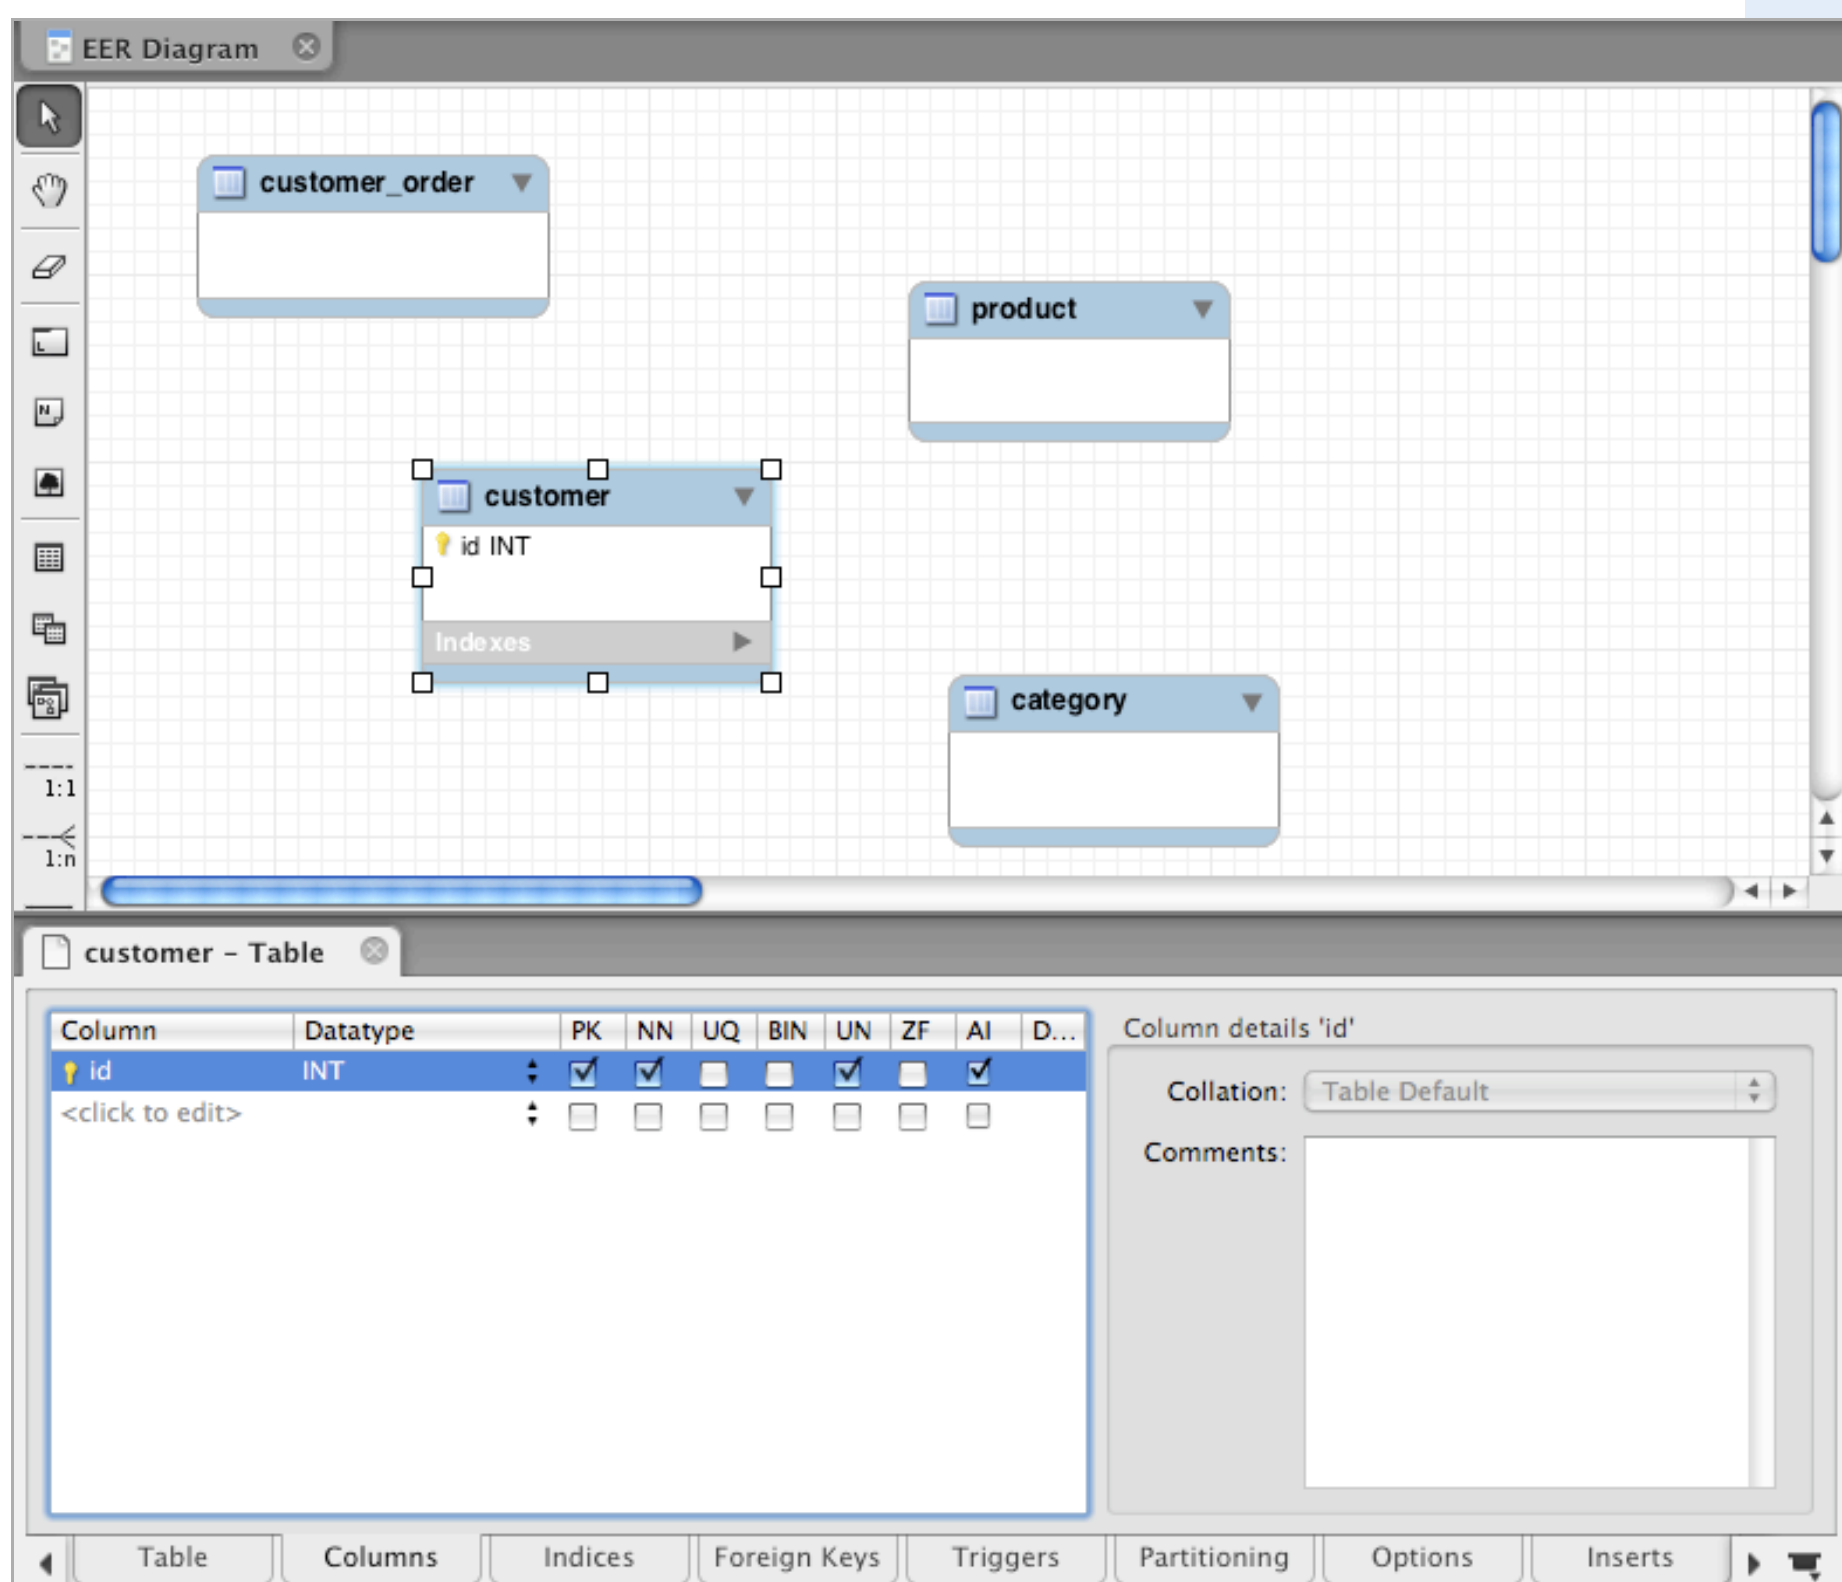 EER Diagram
customer_order
product
customer
id INT
Indexes
category
1:1
1:n
customer – Table
Column Datatype PK NN UQ BIN UN ZF AI D...
id INT
<click to edit>
Column details 'id'
Collation: Table Default
Comments:
Table Columns Indices Foreign Keys Triggers Partitioning Options Inserts